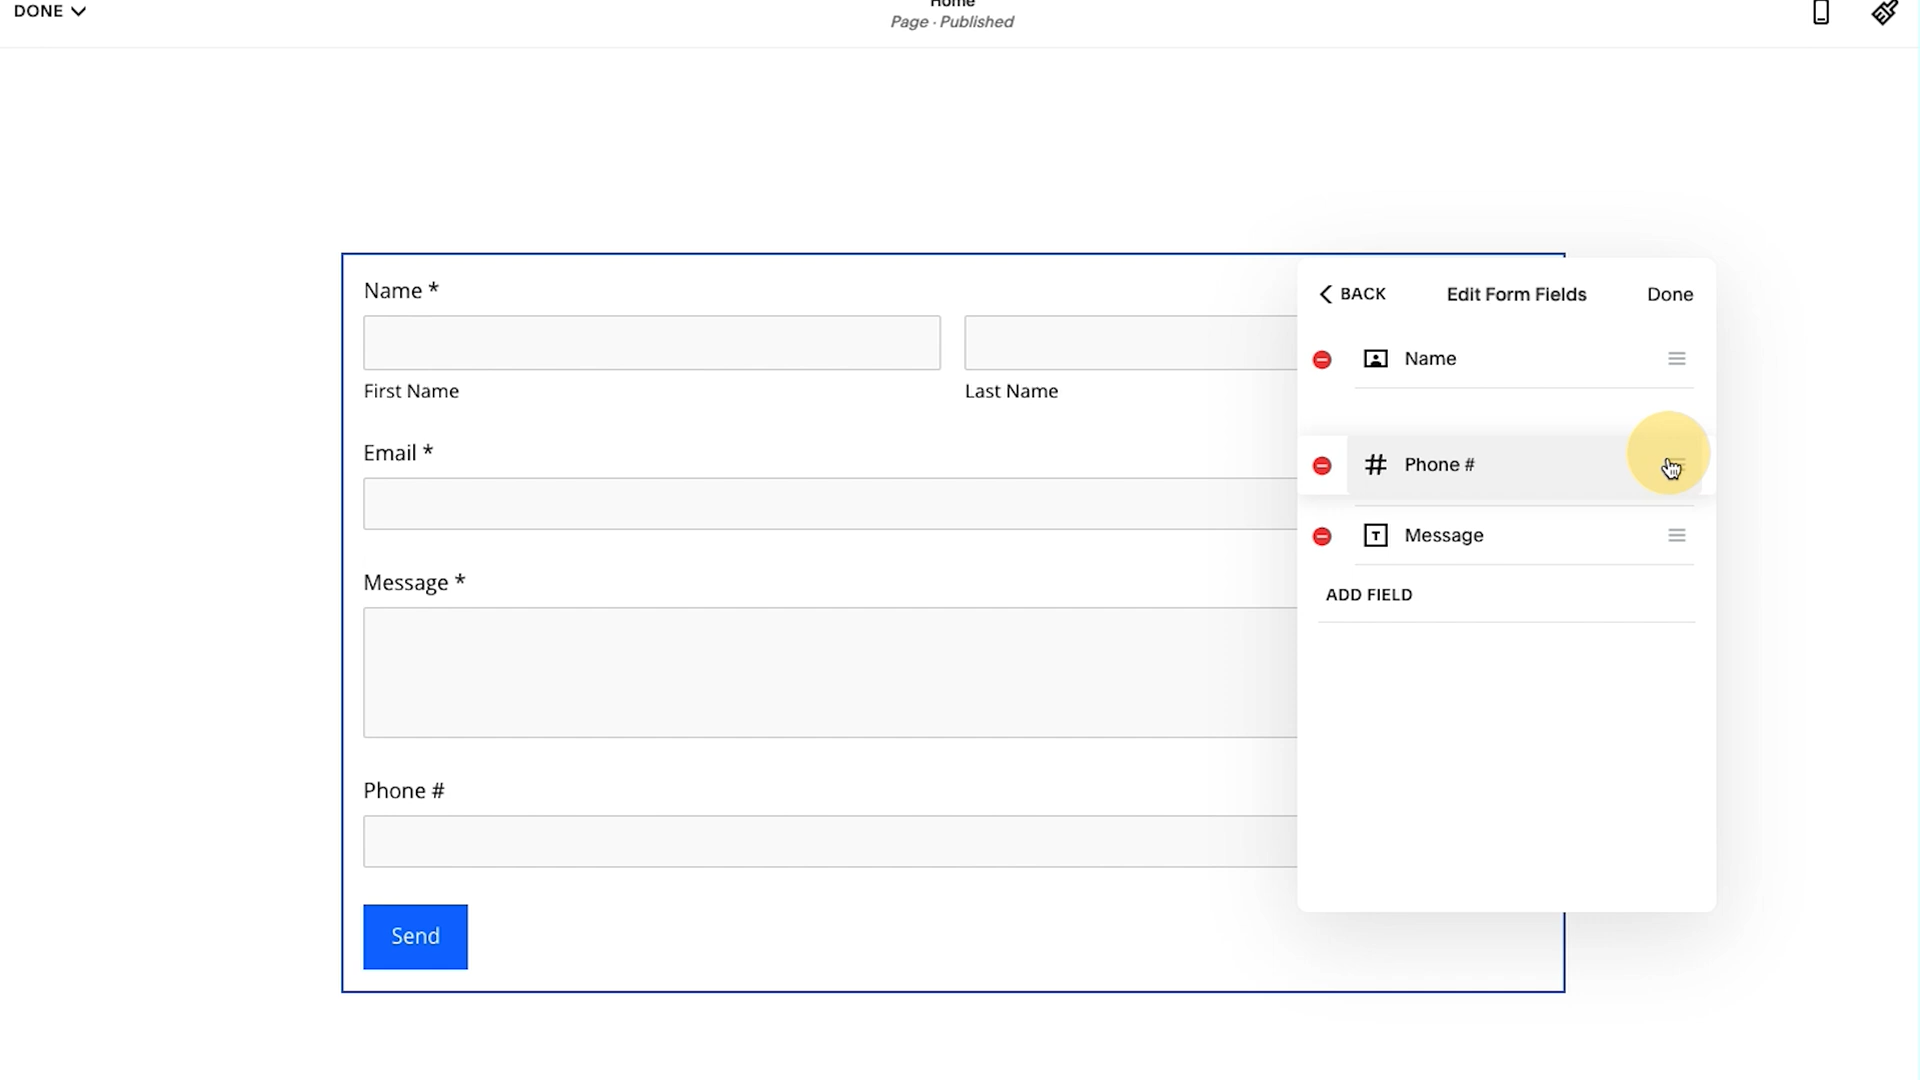 DONE
Home
Page · Published
Name *
First Name
Last Name
Email *
Message *
Phone #
Send
BACK
Edit Form Fields
Done
Name
Phone #
T
Message
ADD FIELD